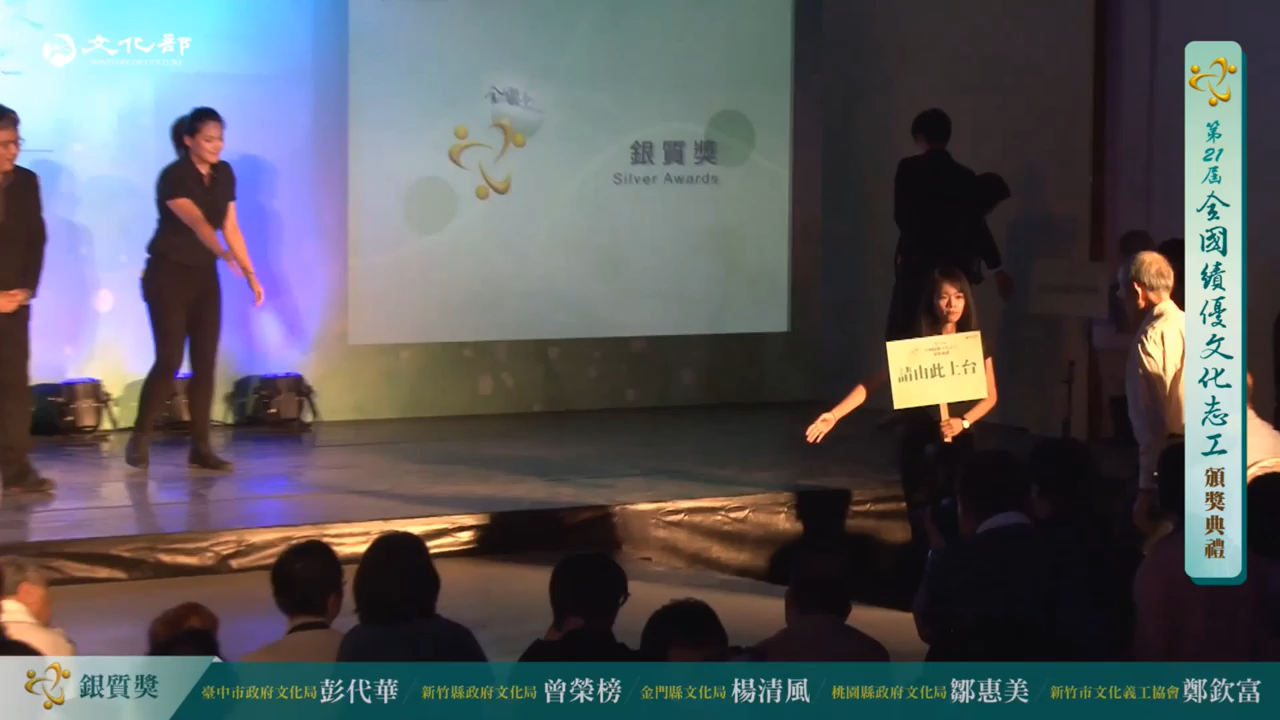 文化部
銀質獎
Silver Awards
請由此上台
第21屆全國績優文化志工頒獎典禮
銀質獎
臺中市政府文化局 彭代華 / 新竹縣政府文化局 曾榮榜 / 金門縣文化局 楊清風 / 桃園縣政府文化局 鄒惠美 / 新竹市文化義工協會 鄭欽富